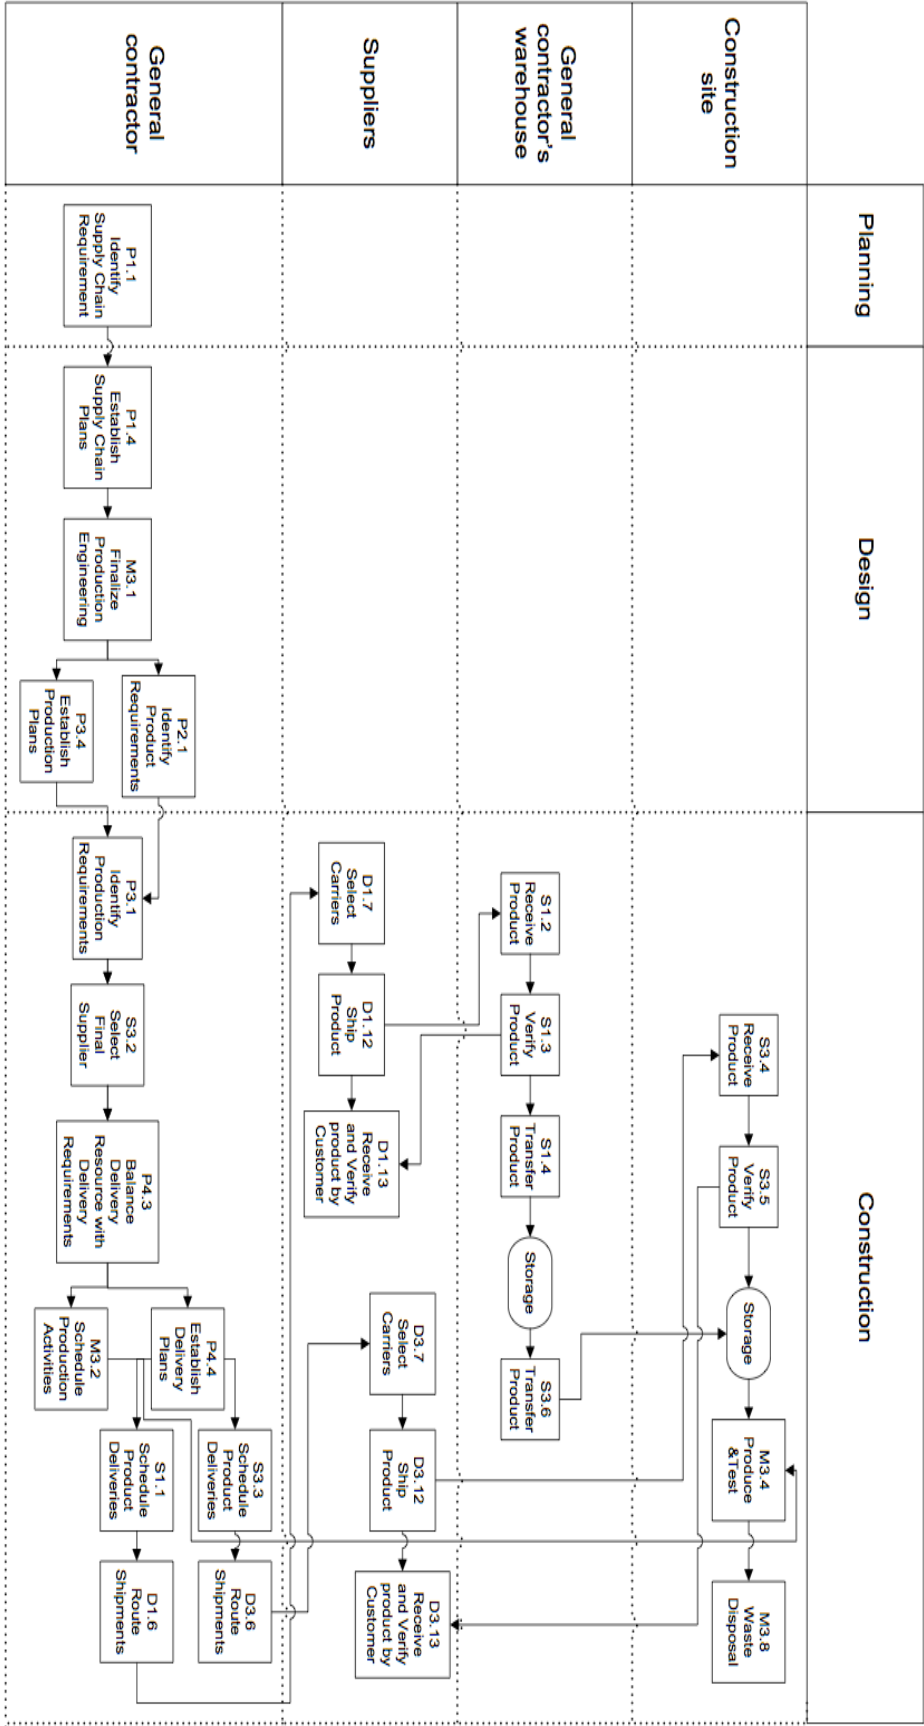 Planning
Design
Construction
Construction
site
S3.4
Receive
Product
S3.5
Verify
Product
Storage
M3.4
Produce
&Test
M3.8
Waste
Disposal
General
contractor's
warehouse
S1.2
Receive
Product
S1.3
Verify
Product
S1.4
Transfer
Product
Storage
S3.6
Transfer
Product
Suppliers
D1.7
Select
Carriers
D1.12
Ship
Product
D1.13
Receive
and Verify
product by
Customer
D3.7
Select
Carriers
D3.12
Ship
Product
D3.13
Receive
and Verify
product by
Customer
General
contractor
P1.1
Identify
Supply Chain
Requirement
P1.4
Establish
Supply Chain
Plans
M3.1
Finalize
Production
Engineering
P2.1
Identify
Product
Requirements
P3.4
Establish
Production
Plans
P3.1
Identify
Production
Requirements
S3.2
Select
Final
Supplier
P4.3
Balance
Delivery
Resource with
Delivery
Requirements
P4.4
Establish
Delivery
Plans
M3.2
Schedule
Production
Activities
S3.3
Schedule
Product
Deliveries
S1.1
Schedule
Product
Deliveries
D3.6
Route
Shipments
D1.6
Route
Shipments